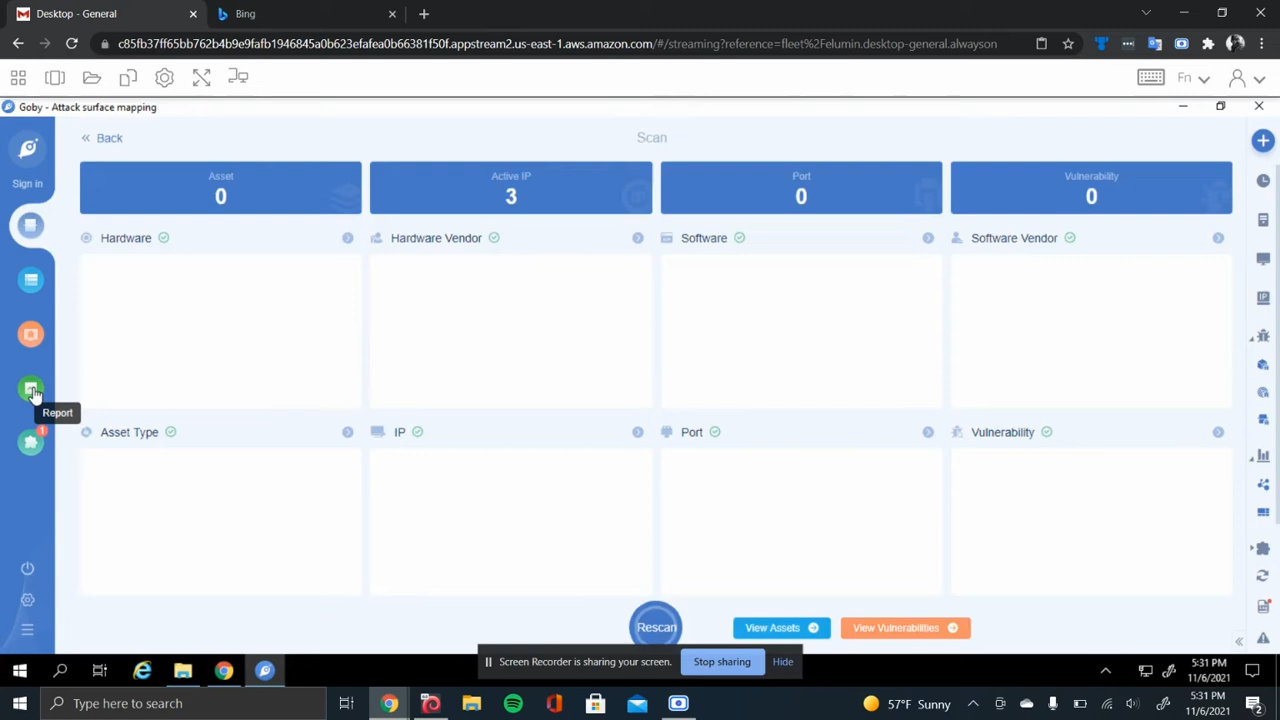 Desktop - General
Bing
c85fb37ff65bb762b4b9e9fafb1946845a0b623efafea0b66381f50f.appstream2.us-east-1.aws.amazon.com/#/streaming?reference=fleet%2Felumin.desktop-general.alwayson
Fn
Goby - Attack surface mapping
Sign in
Back
Scan
Asset
0
Active IP
3
Port
0
Vulnerability
0
Hardware
Hardware Vendor
Software
Software Vendor
IP
Report
1
Asset Type
IP
Port
Vulnerability
Rescan
View Assets
View Vulnerabilities
Screen Recorder is sharing your screen.
Stop sharing
Hide
5:31 PM
11/6/2021
Type here to search
57°F Sunny
5:31 PM
11/6/2021
2